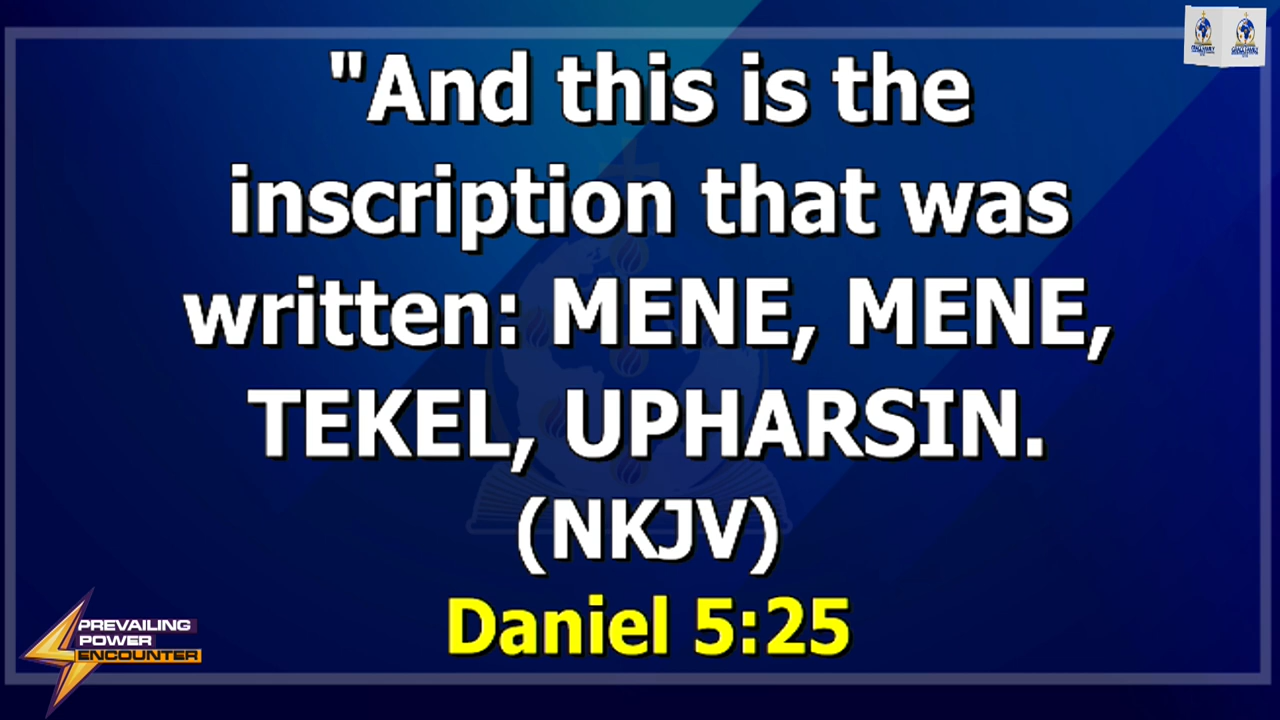 "And this is the
inscription that was
written: MENE, MENE,
TEKEL, UPHARSIN.
(NKJV)
Daniel 5:25
PREVAILING
POWER
ENCOUNTER